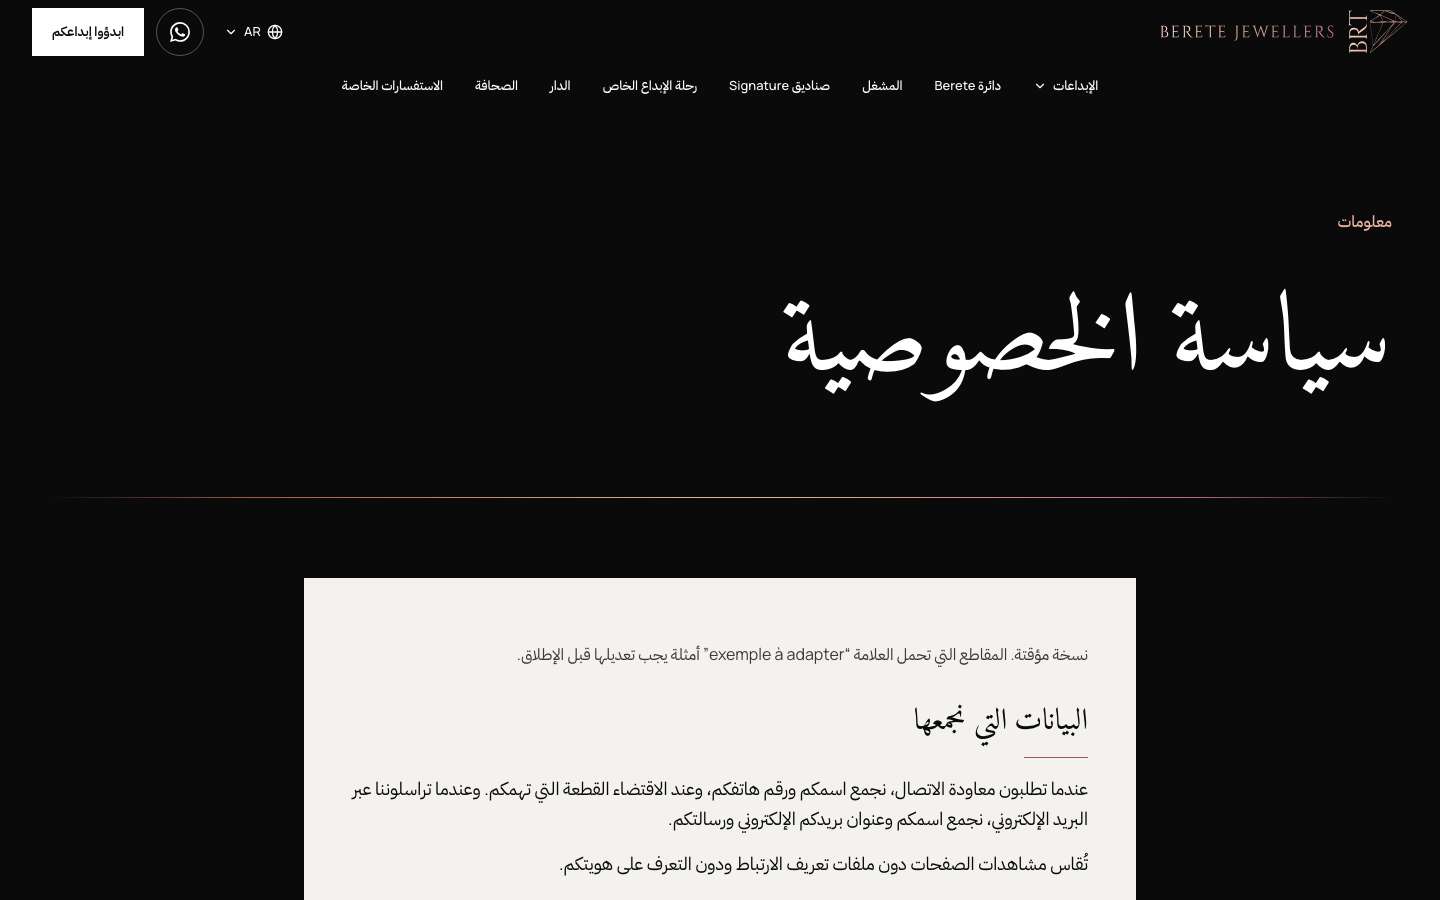 BERETE JEWELLERS
BRT
AR
ابدؤوا إبداعكم
الإبداعات
دائرة Berete
المشغل
صناديق Signature
رحلة الإبداع الخاص
الدار
الصحافة
الاستفسارات الخاصة
معلومات
سياسة الخصوصية
نسخة مؤقتة. المقاطع التي تحمل العلامة “exemple à adapter” أمثلة يجب تعديلها قبل الإطلاق.
البيانات التي نجمعها
عندما تطلبون معاودة الاتصال، نجمع اسمكم ورقم هاتفكم، وعند الاقتضاء القطعة التي تهمكم. وعندما تراسلوننا عبر
البريد الإلكتروني، نجمع اسمكم وعنوان بريدكم الإلكتروني ورسالتكم.
تُقاس مشاهدات الصفحات دون ملفات تعريف الارتباط ودون التعرف على هويتكم.